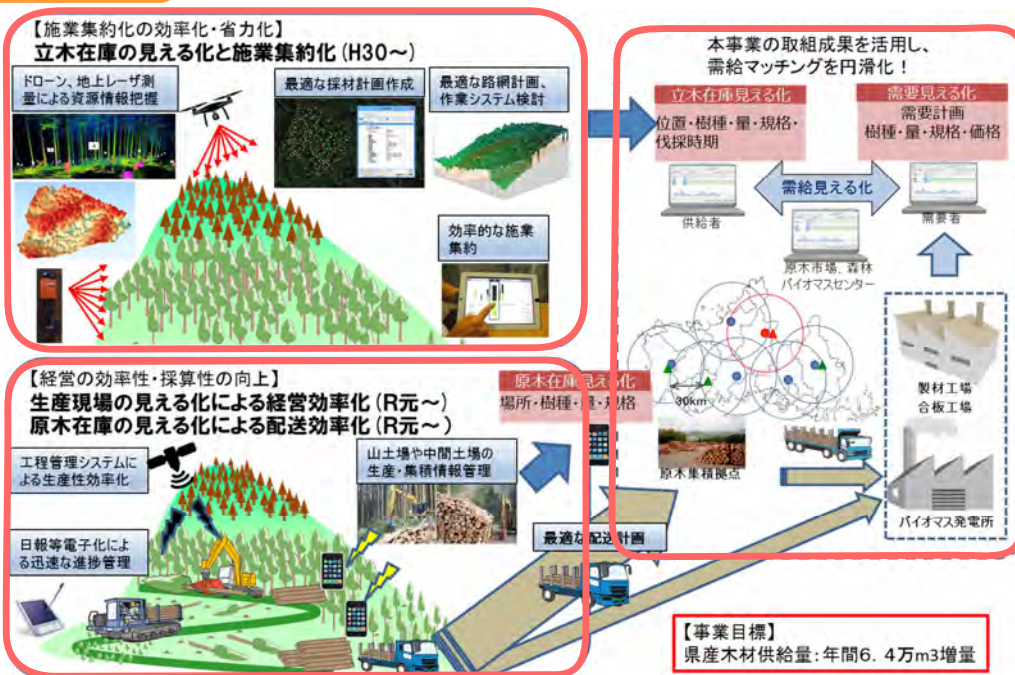 【施業集約化の効率化・省力化】
立木在庫の見える化と施業集約化(H30～)
ドローン、地上レーザ測
量による資源情報把握
最適な採材計画作成
最適な路網計画、
作業システム検討
効率的な施業
集約
【経営の効率性・採算性の向上】
生産現場の見える化による経営効率化(R元～)
原木在庫の見える化による配送効率化(R元～)
工程管理システムに
よる生産性効率化
日報等電子化によ
る迅速な進捗管理
山土場や中間土場の
生産・集積情報管理
原木在庫見える化
場所・樹種・量・規格
最適な配送計画
本事業の取組成果を活用し、
需給マッチングを円滑化！
立木在庫見える化
位置・樹種・量・規格・
伐採時期
需要見える化
需要計画
樹種・量・規格・価格
需給見える化
供給者
需要者
原木市場、森林
バイオマスセンター
30km
原木集積拠点
製材工場
合板工場
バイオマス発電所
【事業目標】
県産木材供給量：年間6．4万m3増量